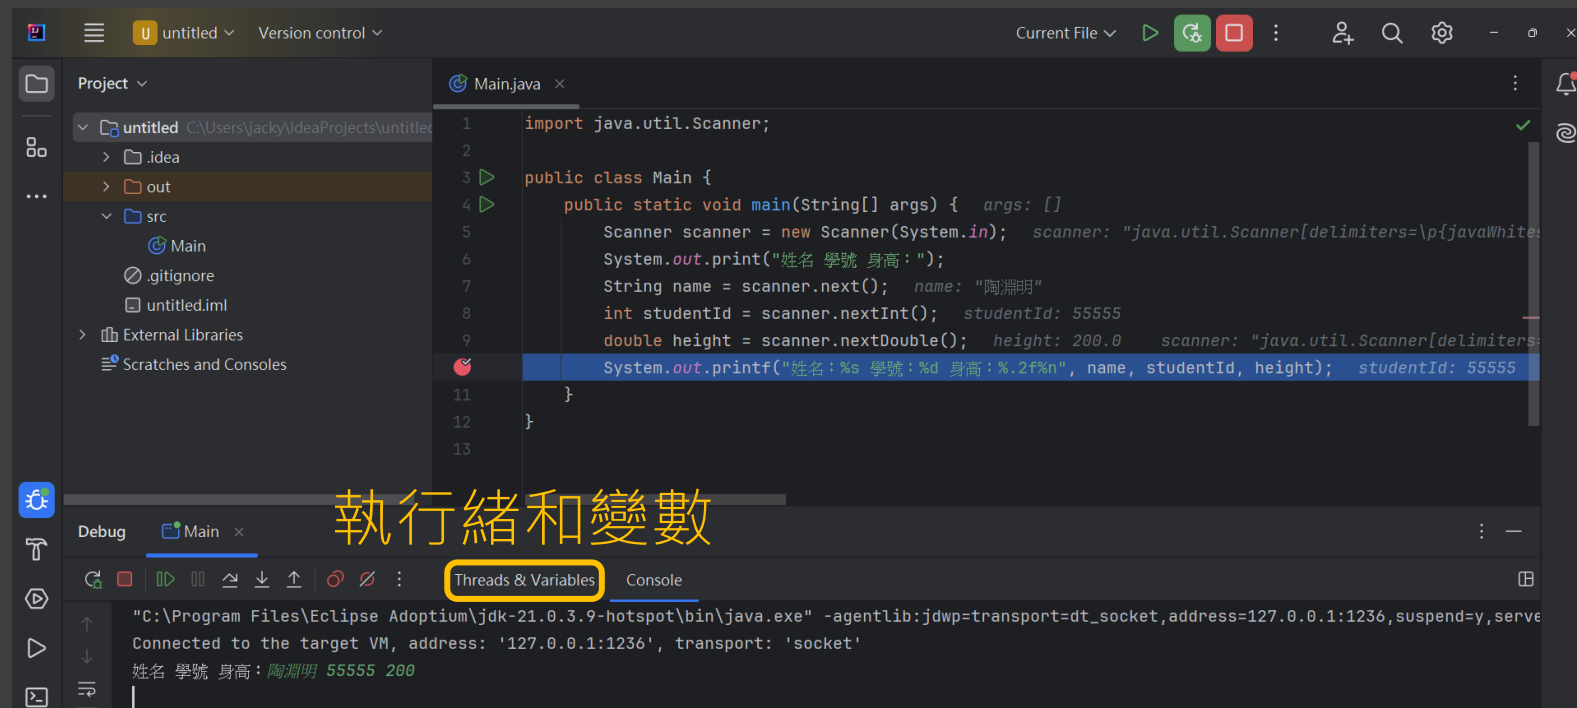 U untitled Version control Current File
Project
Main.java
untitled C:\Users\jacky\IdeaProjects\untitled
.idea
out
src
Main
.gitignore
untitled.iml
External Libraries
Scratches and Consoles
1 import java.util.Scanner;
2
3 public class Main {
4 public static void main(String[] args) { args: []
5 Scanner scanner = new Scanner(System.in); scanner: "java.util.Scanner[delimiters=\p{javaWhites
6 System.out.print("姓名 學號 身高：");
7 String name = scanner.next(); name: "陶淵明"
8 int studentId = scanner.nextInt(); studentId: 55555
9 double height = scanner.nextDouble(); height: 200.0 scanner: "java.util.Scanner[delimiters=
System.out.printf("姓名：%s 學號：%d 身高：%.2f%n", name, studentId, height); studentId: 55555
11 }
12 }
13
執行緒和變數
Debug Main
Threads & Variables Console
"C:\Program Files\Eclipse Adoptium\jdk-21.0.3.9-hotspot\bin\java.exe" -agentlib:jdwp=transport=dt_socket,address=127.0.0.1:1236,suspend=y,serve
Connected to the target VM, address: '127.0.0.1:1236', transport: 'socket'
姓名 學號 身高：陶淵明 55555 200